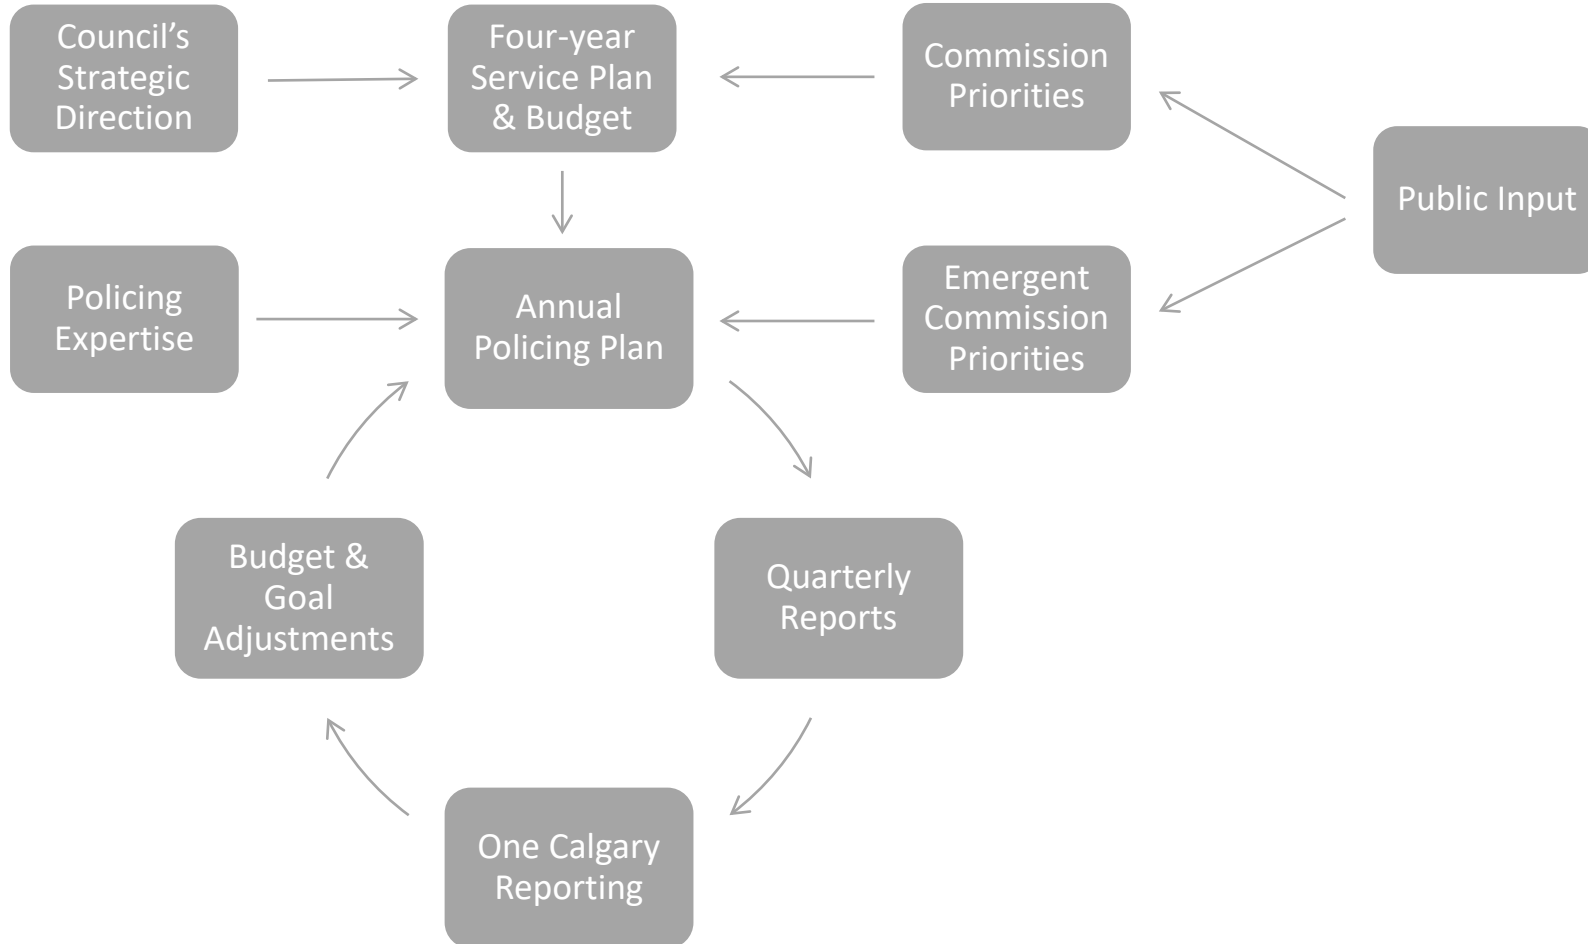 Council’s
Strategic
Direction
Four-year
Service Plan
& Budget
Commission
Priorities
Public Input
Policing
Expertise
Annual
Policing Plan
Emergent
Commission
Priorities
Budget &
Goal
Adjustments
Quarterly
Reports
One Calgary
Reporting